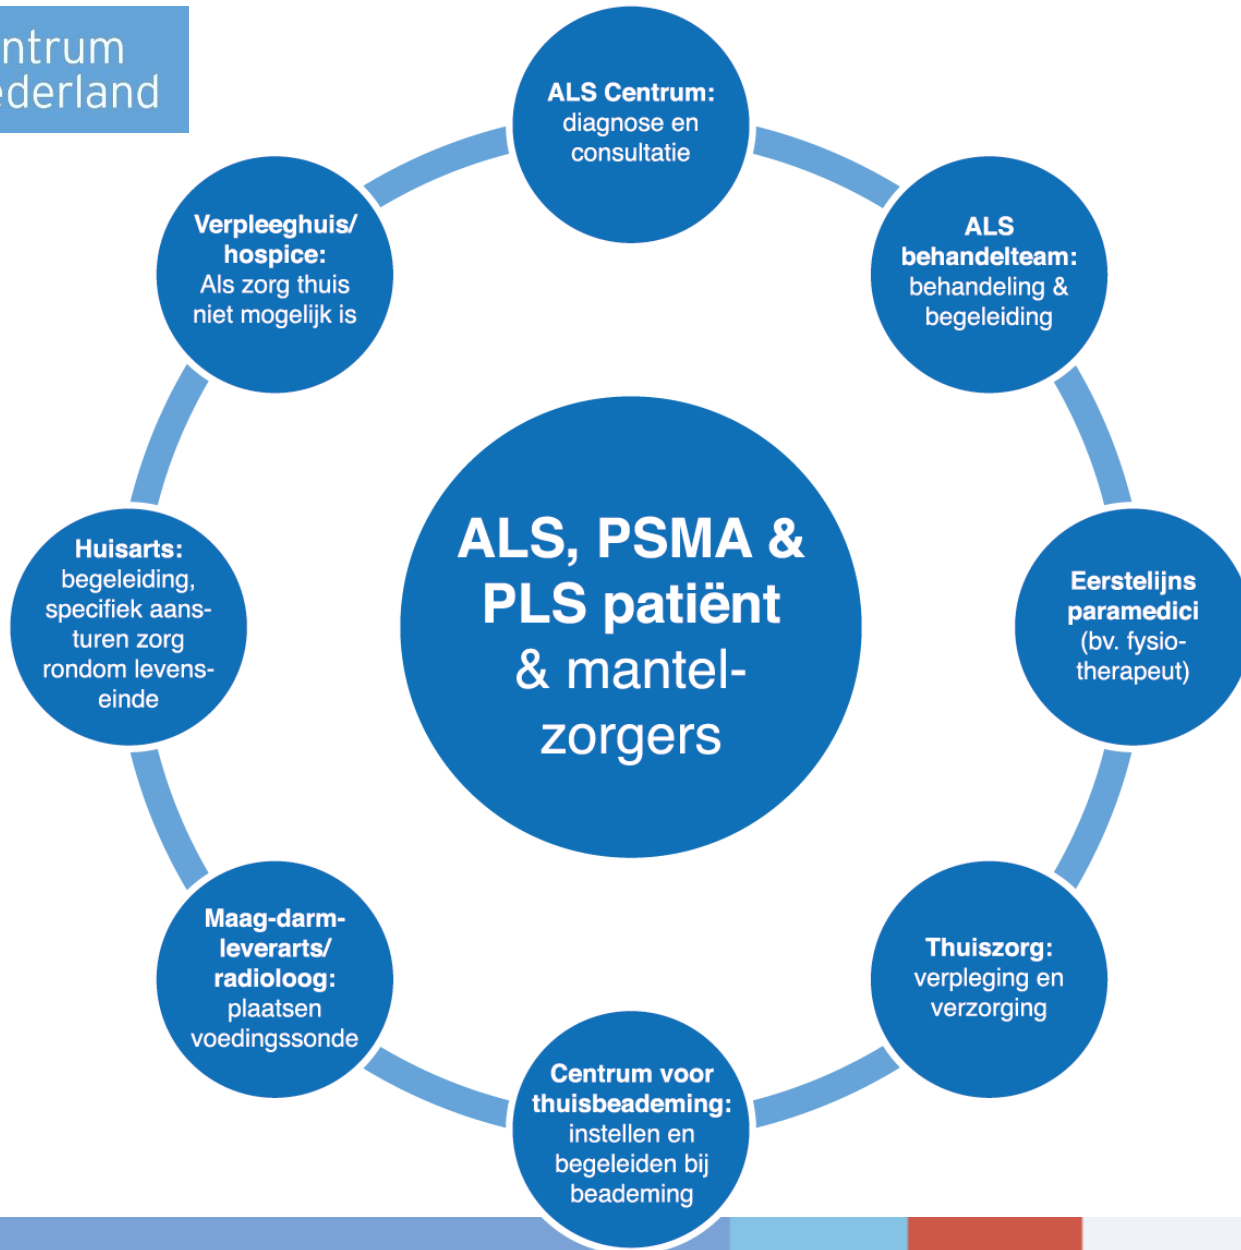 Nederland
ALS Centrum:
diagnose en
consultatie
ALS
behandelteam:
behandeling &
begeleiding
Eerstelijns
paramedici
(bv. fysio-
therapeut)
Thuiszorg:
verpleging en
verzorging
Centrum voor
thuisbeademing:
instellen en
begeleiden bij
beademing
Maag-darm-
leverarts/
radioloog:
plaatsen
voedingssonde
Huisarts:
begeleiding,
specifiek aans-
turen zorg
rondom levens-
einde
Verpleeghuis/
hospice:
Als zorg thuis
niet mogelijk is
ALS, PSMA &
PLS patiënt
& mantel-
zorgers